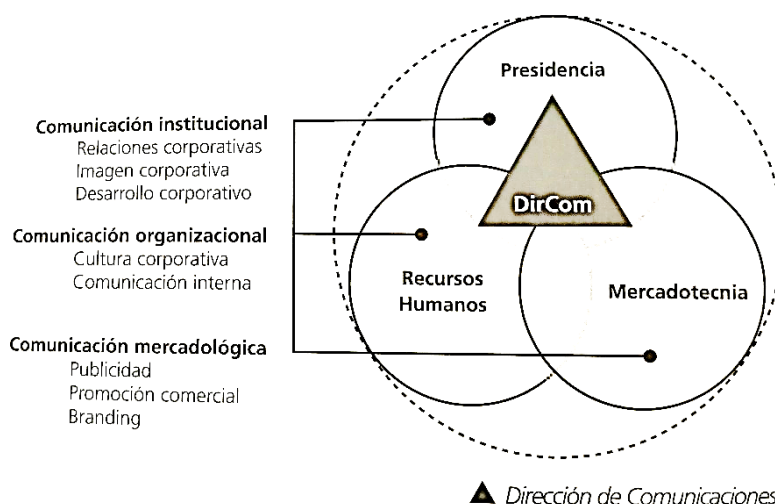 Presidencia
Comunicación institucional
Relaciones corporativas
Imagen corporativa
Desarrollo corporativo
DirCom
Comunicación organizacional
Cultura corporativa
Comunicación interna
Recursos
Humanos
Mercadotecnia
Comunicación mercadológica
Publicidad
Promoción comercial
Branding
Dirección de Comunicaciones